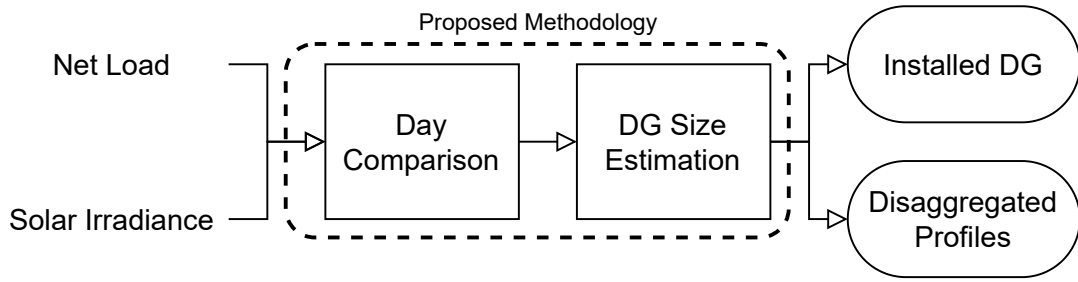 Proposed Methodology
Net Load
Solar Irradiance
Day
Comparison
DG Size
Estimation
Installed DG
Disaggregated
Profiles